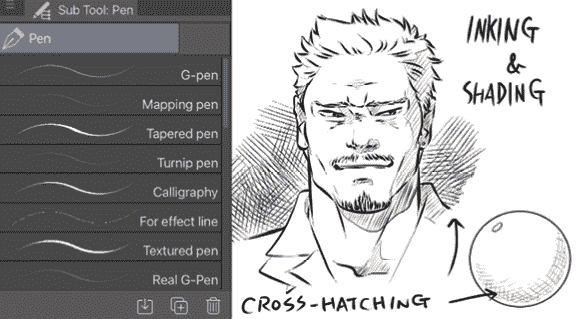 Sub Tool: Pen
Pen
G-pen
Mapping pen
Tapered pen
Turnip pen
Calligraphy
For effect line
Textured pen
Real G-Pen
INKING
&
SHADING
CROSS-HATCHING